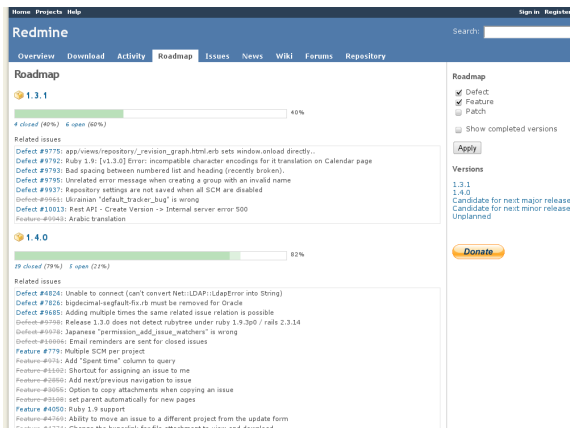 Home Projects Help
Sign in Register
Redmine
Search:
Overview Download Activity Roadmap Issues News Wiki Forums Repository
Roadmap
1.3.1
40%
4 closed (40%) 6 open (60%)
Related issues
Defect #9775: app/views/repository/_revision_graph.html.erb sets window.onload directly..
Defect #9792: Ruby 1.9: [v1.3.0] Error: incompatible character encodings for it translation on Calendar page
Defect #9793: Bad spacing between numbered list and heading (recently broken).
Defect #9795: Unrelated error message when creating a group with an invalid name
Defect #9937: Repository settings are not saved when all SCM are disabled
Defect #9961: Ukrainian "default_tracker_bug" is wrong
Defect #10013: Rest API - Create Version -> Internal server error 500
Feature #9943: Arabic translation
1.4.0
82%
19 closed (79%) 5 open (21%)
Related issues
Defect #4824: Unable to connect (can't convert Net::LDAP::LdapError into String)
Defect #7826: bigdecimal-segfault-fix.rb must be removed for Oracle
Defect #9685: Adding multiple times the same related issue relation is possible
Defect #9798: Release 1.3.0 does not detect rubytree under ruby 1.9.3p0 / rails 2.3.14
Defect #9978: Japanese "permission_add_issue_watchers" is wrong
Defect #10006: Email reminders are sent for closed issues
Feature #779: Multiple SCM per project
Feature #971: Add "Spent time" column to query
Feature #1102: Shortcut for assigning an issue to me
Feature #2850: Add next/previous navigation to issue
Feature #3055: Option to copy attachments when copying an issue
Feature #3108: set parent automatically for new pages
Feature #4050: Ruby 1.9 support
Feature #4769: Ability to move an issue to a different project from the update form
Roadmap
Defect
Feature
Patch
Show completed versions
Apply
Versions
1.3.1
1.4.0
Candidate for next major release
Candidate for next minor release
Unplanned
Donate